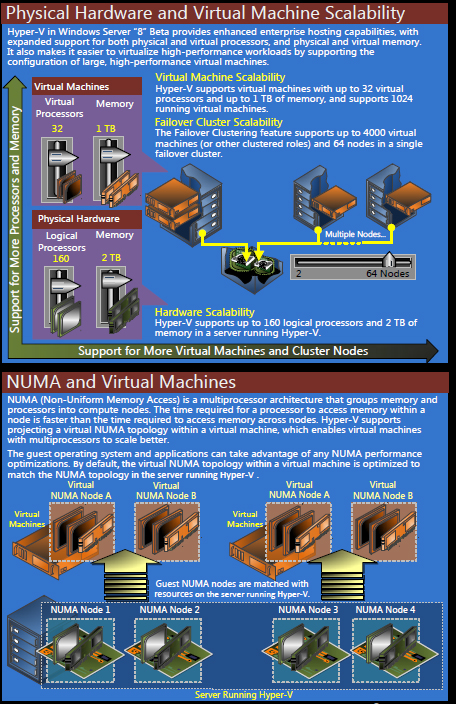 Physical Hardware and Virtual Machine Scalability
Hyper-V in Windows Server "8" Beta provides enhanced enterprise hosting capabilities, with
expanded support for both physical and virtual processors, and physical and virtual memory.
It also makes it easier to virtualize high-performance workloads by supporting the
configuration of large, high-performance virtual machines.
Support for More Processors and Memory
Virtual Machines
Virtual
Processors
Memory
32
1 TB
Virtual Machine Scalability
Hyper-V supports virtual machines with up to 32 virtual
processors and up to 1 TB of memory, and supports 1024
running virtual machines.
Failover Cluster Scalability
The Failover Clustering feature supports up to 4000 virtual
machines (or other clustered roles) and 64 nodes in a single
failover cluster.
Physical Hardware
Logical
Processors
Memory
160
2 TB
Multiple Nodes...
2
64 Nodes
Hardware Scalability
Hyper-V supports up to 160 logical processors and 2 TB of
memory in a server running Hyper-V.
Support for More Virtual Machines and Cluster Nodes
NUMA and Virtual Machines
NUMA (Non-Uniform Memory Access) is a multiprocessor architecture that groups memory and
processors into compute nodes. The time required for a processor to access memory within a
node is faster than the time required to access memory across nodes. Hyper-V supports
projecting a virtual NUMA topology within a virtual machine, which enables virtual machines
with multiprocessors to scale better.
The guest operating system and applications can take advantage of any NUMA performance
optimizations. By default, the virtual NUMA topology within a virtual machine is optimized to
match the NUMA topology in the server running Hyper-V .
Virtual
NUMA Node A
Virtual
NUMA Node B
Virtual
NUMA Node A
Virtual
NUMA Node B
Virtual
Machines
Virtual
Machines
Guest NUMA nodes are matched with
resources on the server running Hyper-V.
NUMA Node 1
NUMA Node 2
NUMA Node 3
NUMA Node 4
Server Running Hyper-V